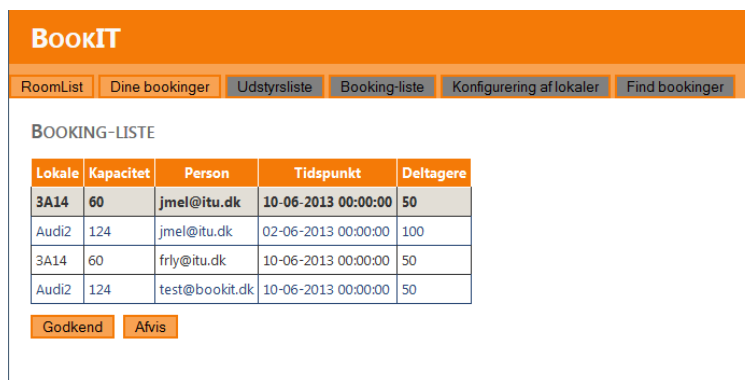 BookIT
RoomList Dine bookinger Udstyrsliste Booking-liste Konfigurering af lokaler Find bookinger
Booking-liste
Lokale Kapacitet Person Tidspunkt Deltagere
3A14 60 jmel@itu.dk 10-06-2013 00:00:00 50
Audi2 124 jmel@itu.dk 02-06-2013 00:00:00 100
3A14 60 frly@itu.dk 10-06-2013 00:00:00 50
Audi2 124 test@bookit.dk 10-06-2013 00:00:00 50
Godkend Afvis